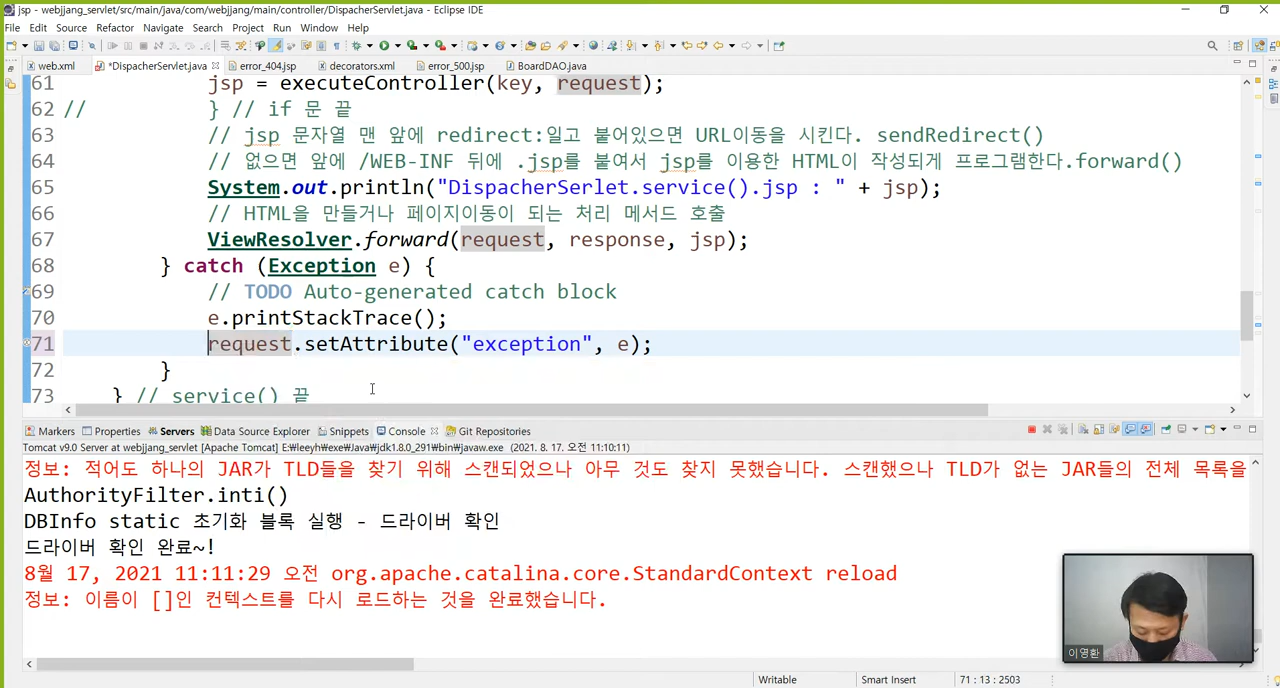 jsp - webjjang_servlet/src/main/java/com/webjjang/main/controller/DispacherServlet.java - Eclipse IDE
File Edit Source Refactor Navigate Search Project Run Window Help
web.xml *DispacherServlet.java error_404.jsp decorators.xml error_500.jsp BoardDAO.java
61 jsp = executeController(key, request);
62 // } // if 문 끝
63 // jsp 문자열 맨 앞에 redirect:일고 붙어있으면 URL이동을 시킨다. sendRedirect()
64 // 없으면 앞에 /WEB-INF 뒤에 .jsp를 붙여서 jsp를 이용한 HTML이 작성되게 프로그램한다.forward()
65 System.out.println("DispacherSerlet.service().jsp : " + jsp);
66 // HTML을 만들거나 페이지이동이 되는 처리 메서드 호출
67 ViewResolver.forward(request, response, jsp);
68 } catch (Exception e) {
69 // TODO Auto-generated catch block
70 e.printStackTrace();
71 request.setAttribute("exception", e);
72 }
73 } // service() 끝
Markers Properties Servers Data Source Explorer Snippets Console Git Repositories
Tomcat v9.0 Server at webjjang_servlet [Apache Tomcat] E:₩leeyh₩exe₩Java₩jdk1.8.0_291₩bin₩javaw.exe (2021. 8. 17. 오전 11:10:11)
정보: 적어도 하나의 JAR가 TLD들을 찾기 위해 스캔되었으나 아무 것도 찾지 못했습니다. 스캔했으나 TLD가 없는 JAR들의 전체 목록을
AuthorityFilter.inti()
DBInfo static 초기화 블록 실행 - 드라이버 확인
드라이버 확인 완료~!
8월 17, 2021 11:11:29 오전 org.apache.catalina.core.StandardContext reload
정보: 이름이 []인 컨텍스트를 다시 로드하는 것을 완료했습니다.
이영환
Writable Smart Insert 71 : 13 : 2503